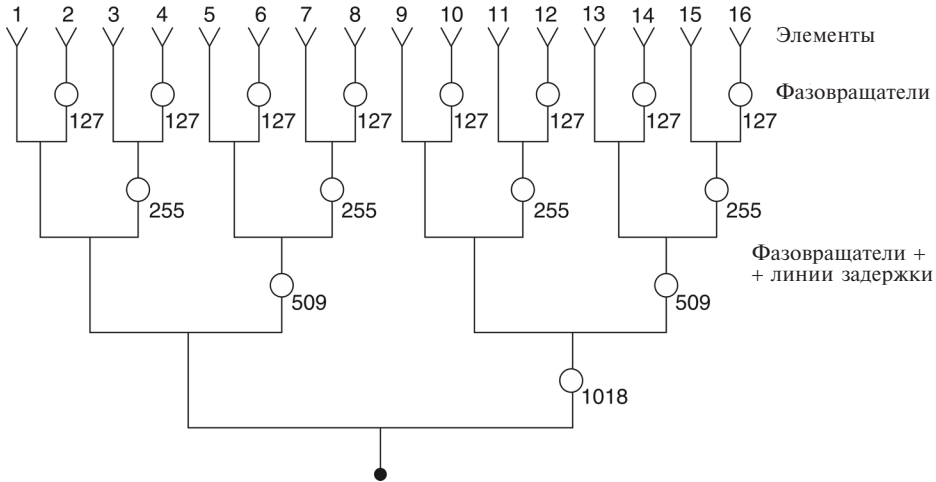 1 2 3 4 5 6 7 8 9 10 11 12 13 14 15 16
Элементы
Фазовращатели
127 127 127 127 127 127 127 127
255 255 255 255
Фазовращатели +
+ линии задержки
509 509
1018